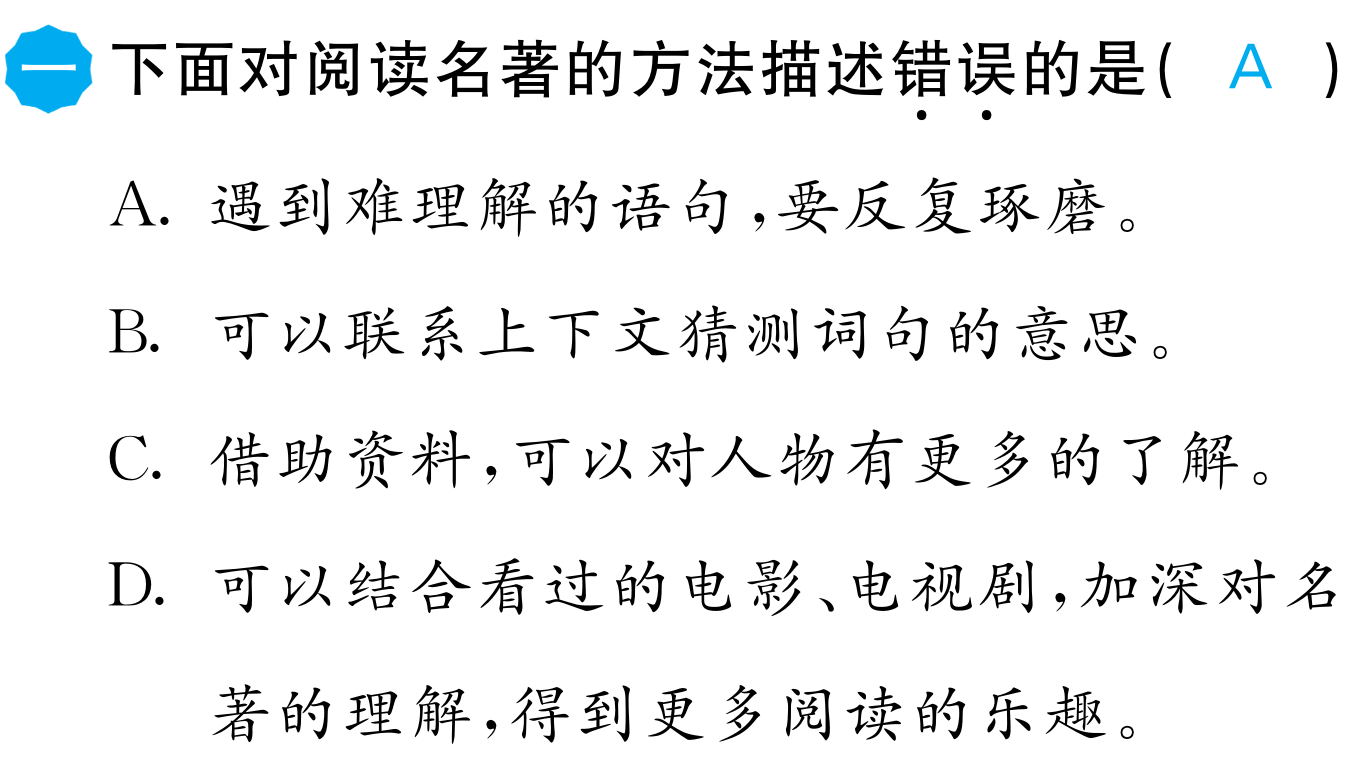 一 下面对阅读名著的方法描述错误的是( A )
A. 遇到难理解的语句,要反复琢磨。
B. 可以联系上下文猜测词句的意思。
C. 借助资料,可以对人物有更多的了解。
D. 可以结合看过的电影、电视剧,加深对名
著的理解,得到更多阅读的乐趣。